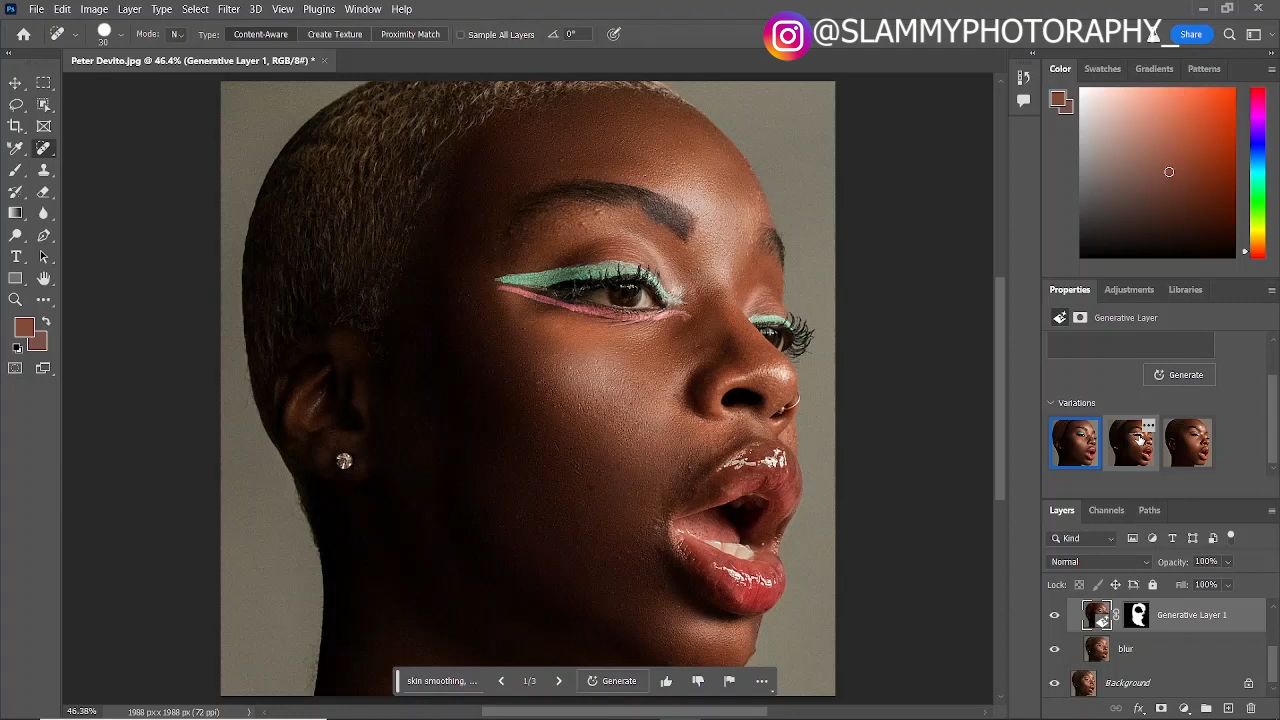 Ps File Edit Image Layer Type Select Filter 3D View Plugins Window Help
@SLAMMYPHOTORAPHY_
30 Mode: N Type: Content-Aware Create Texture Proximity Match Sample All Layers 0° Share
Devito.jpg @ 46.4% (Generative Layer 1, RGB/8#) * ×
Color Swatches Gradients Patterns
Properties Adjustments Libraries
Generative Layer
Generate
Variations
Layers Channels Paths
Kind
Normal Opacity: 100%
Lock: Fill: 100%
Generative Layer 1
blur
Background
skin smoothing, ... 1/3 Generate
46.38% 1988 px x 1988 px (72 ppi)